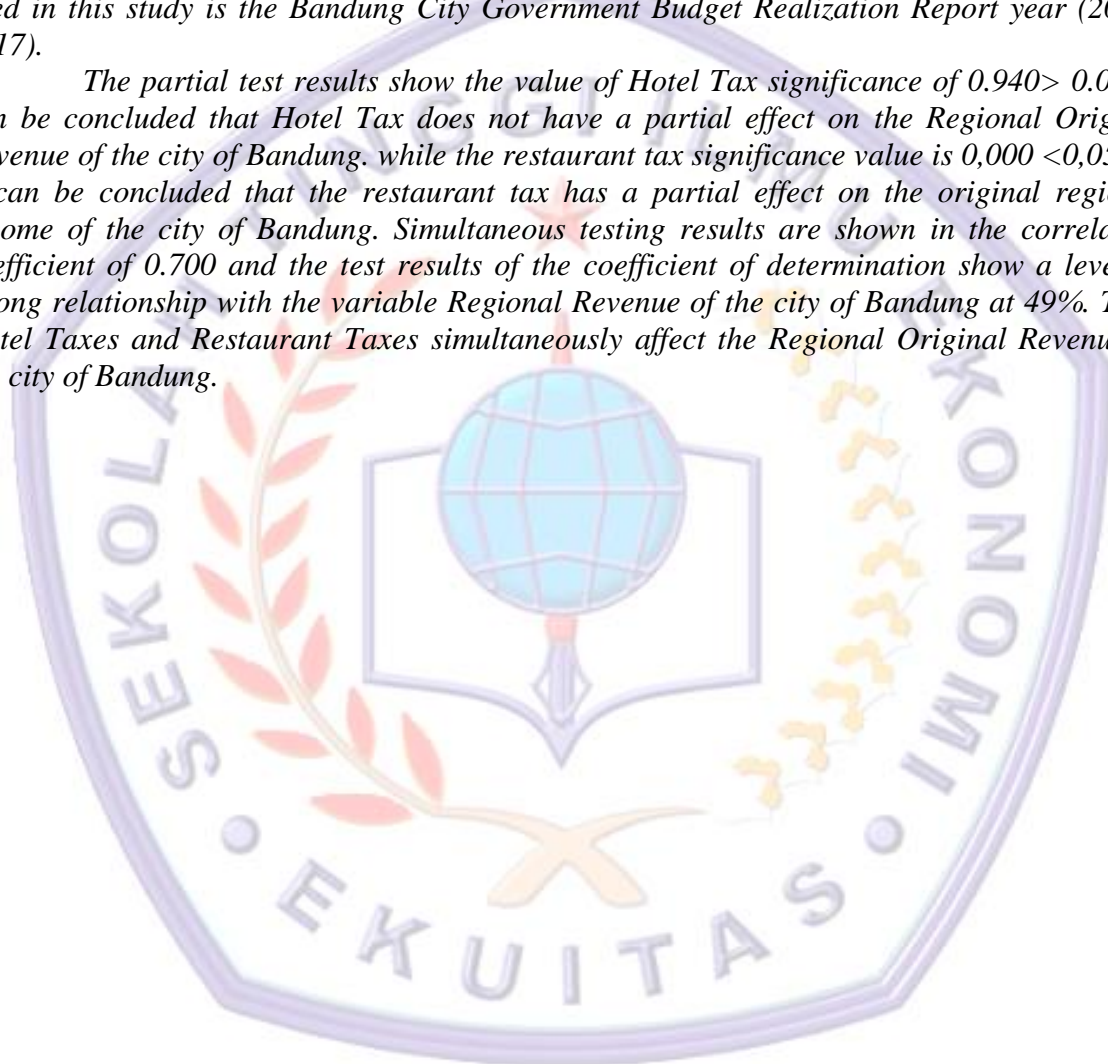 ed in this study is the Bandung City Government Budget Realization Report year (20
17).
The partial test results show the value of Hotel Tax significance of 0.940> 0.0
n be concluded that Hotel Tax does not have a partial effect on the Regional Orig
venue of the city of Bandung. while the restaurant tax significance value is 0,000 <0,05
can be concluded that the restaurant tax has a partial effect on the original regi
ome of the city of Bandung. Simultaneous testing results are shown in the correla
efficient of 0.700 and the test results of the coefficient of determination show a leve
ong relationship with the variable Regional Revenue of the city of Bandung at 49%. T
tel Taxes and Restaurant Taxes simultaneously affect the Regional Original Revenu
city of Bandung.
SEKOLAH TINGGI ILMU EKONOMI
EKUITAS